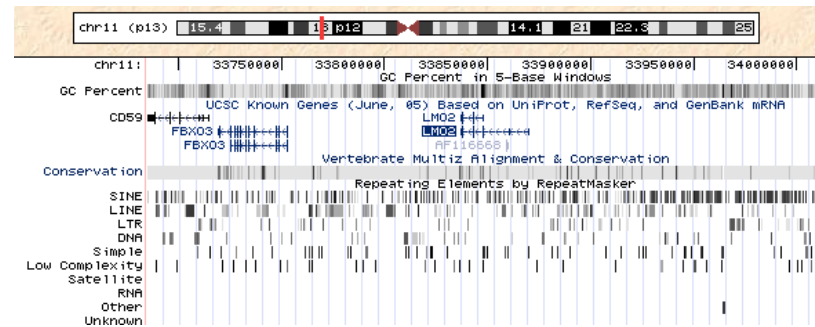 chr11 (p13) 15.4 13 p12 14.1 21 22.3 25
chr11: 33750000| 33800000| 33850000| 33900000| 33950000| 34000000|
GC Percent in 5-Base Windows
GC Percent
UCSC Known Genes (June, 05) Based on UniProt, RefSeq, and GenBank mRNA
CD59 LMO2
FBXO3 LMO2
FBXO3 AF116668
Vertebrate Multiz Alignment & Conservation
Conservation
Repeating Elements by RepeatMasker
SINE
LINE
LTR
DNA
Simple
Low Complexity
Satellite
RNA
Other
Unknown